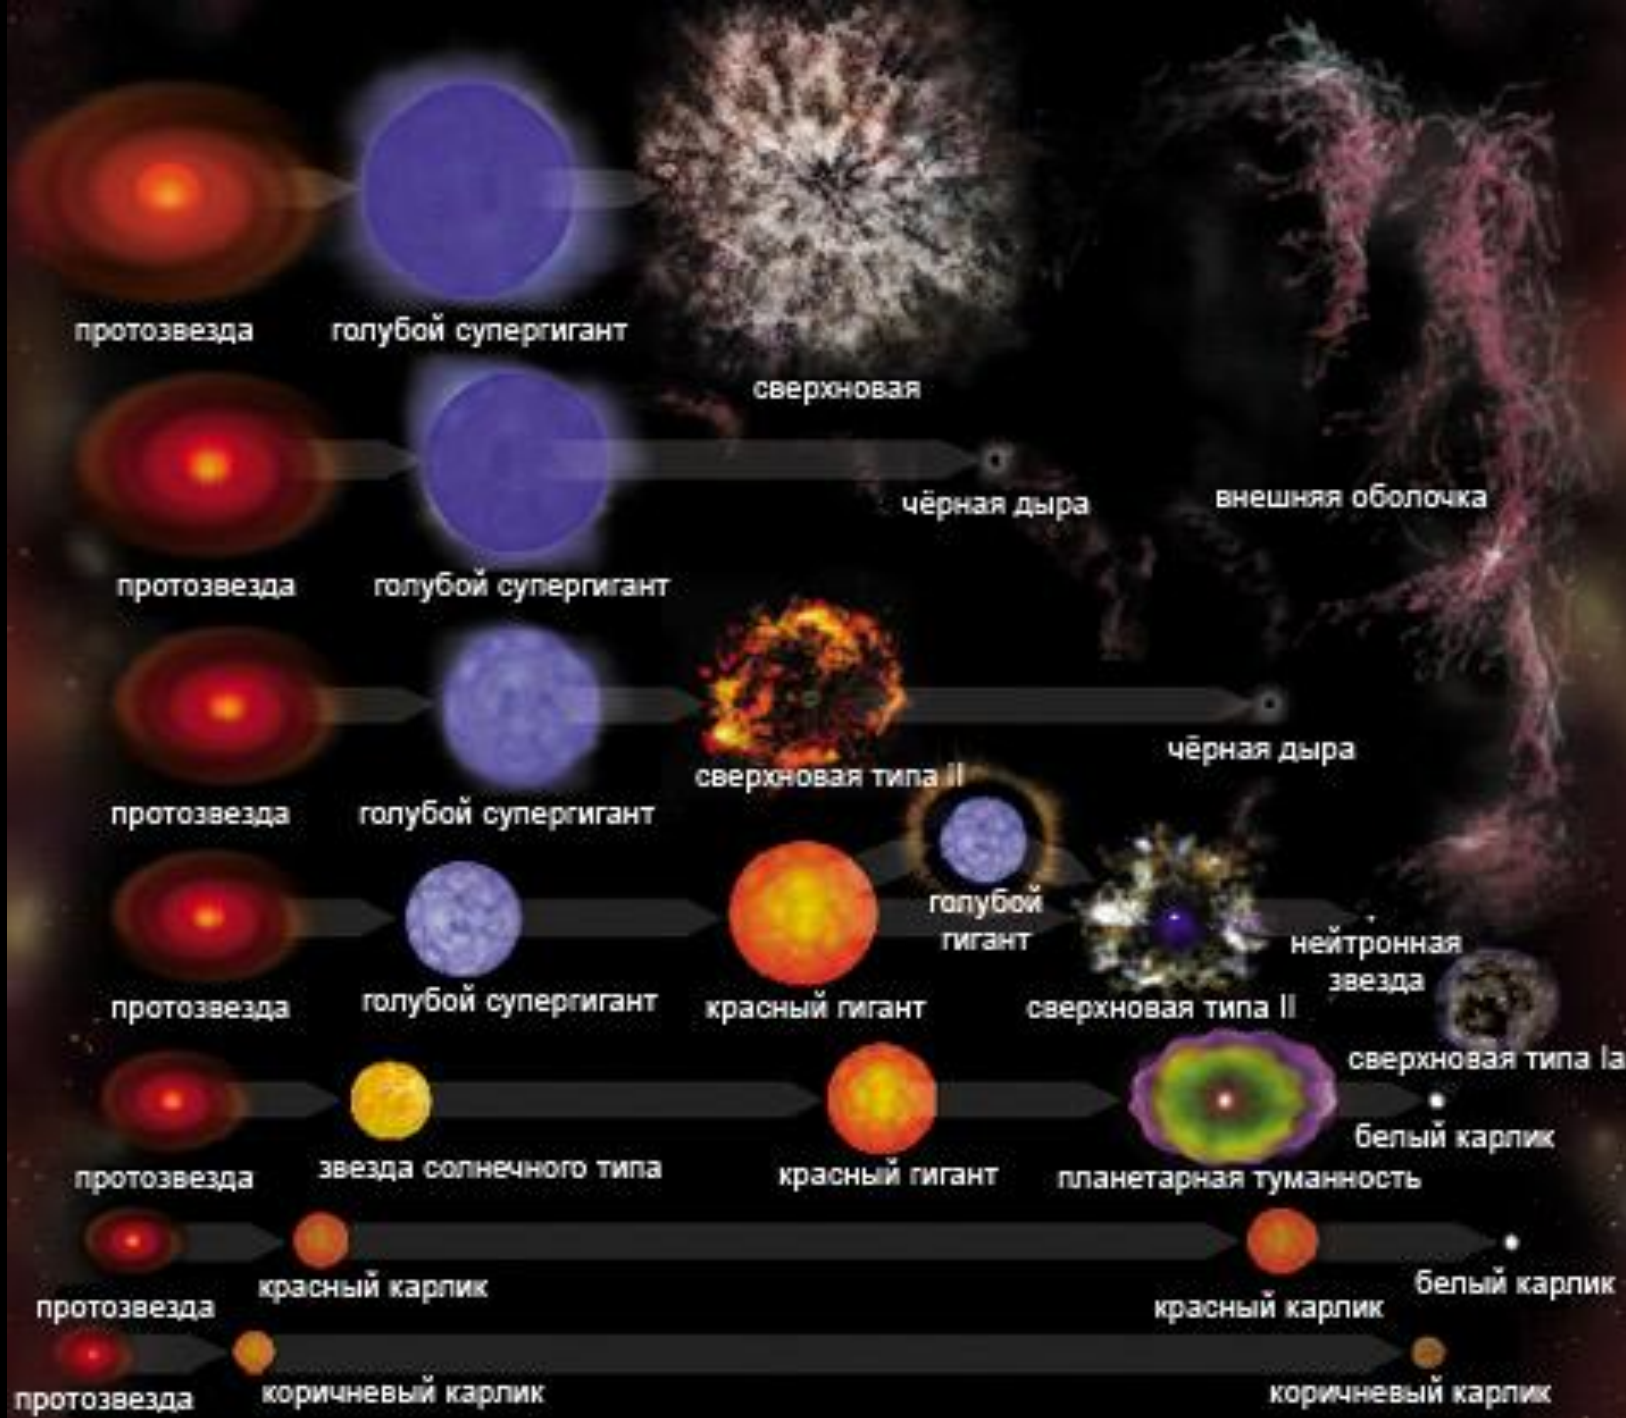 протозвезда
голубой супергигант
сверхновая
протозвезда
голубой супергигант
чёрная дыра
внешняя оболочка
протозвезда
голубой супергигант
сверхновая типа II
чёрная дыра
протозвезда
голубой супергигант
красный гигант
голубой
гигант
сверхновая типа II
нейтронная
звезда
сверхновая типа Ia
протозвезда
звезда солнечного типа
красный гигант
планетарная туманность
белый карлик
протозвезда
красный карлик
красный карлик
белый карлик
протозвезда
коричневый карлик
коричневый карлик